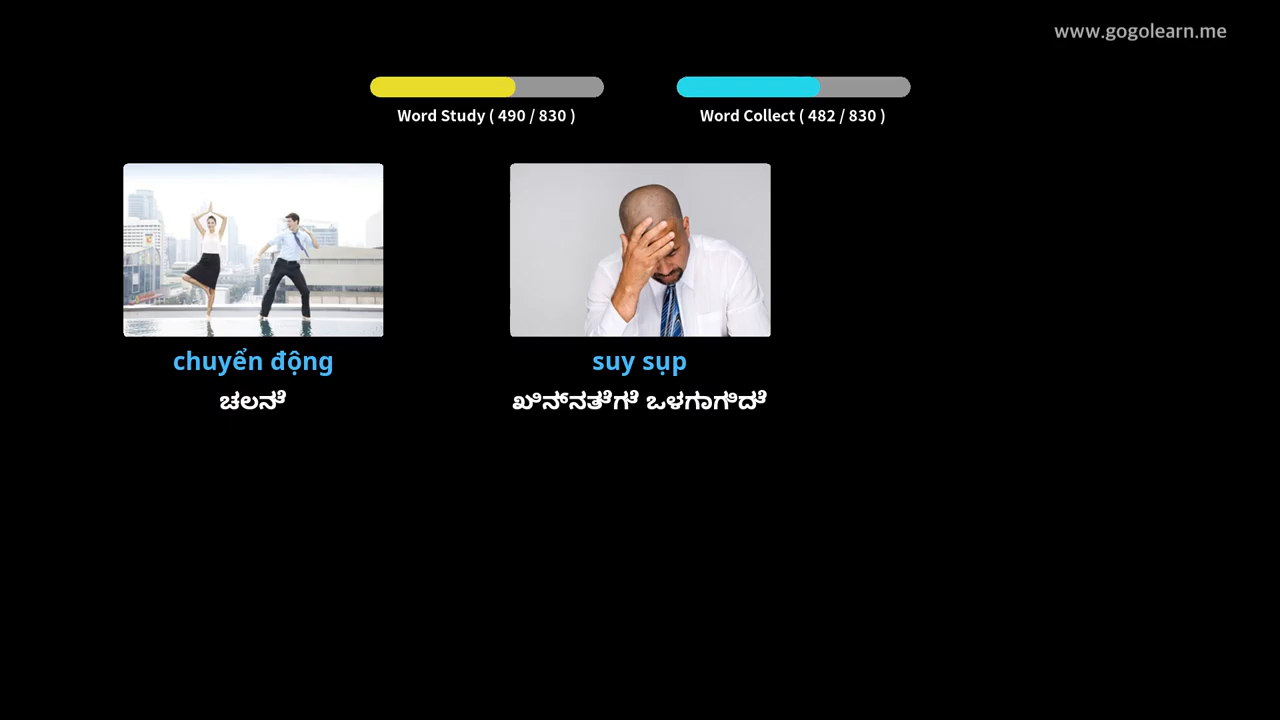 www.gogolearn.me
Word Study ( 490 / 830 )
Word Collect ( 482 / 830 )
chuyển động
ಚಲನೆ
suy sụp
ಖಿನ್ನತೆಗೆ ಒಳಗಾಗಿದೆ